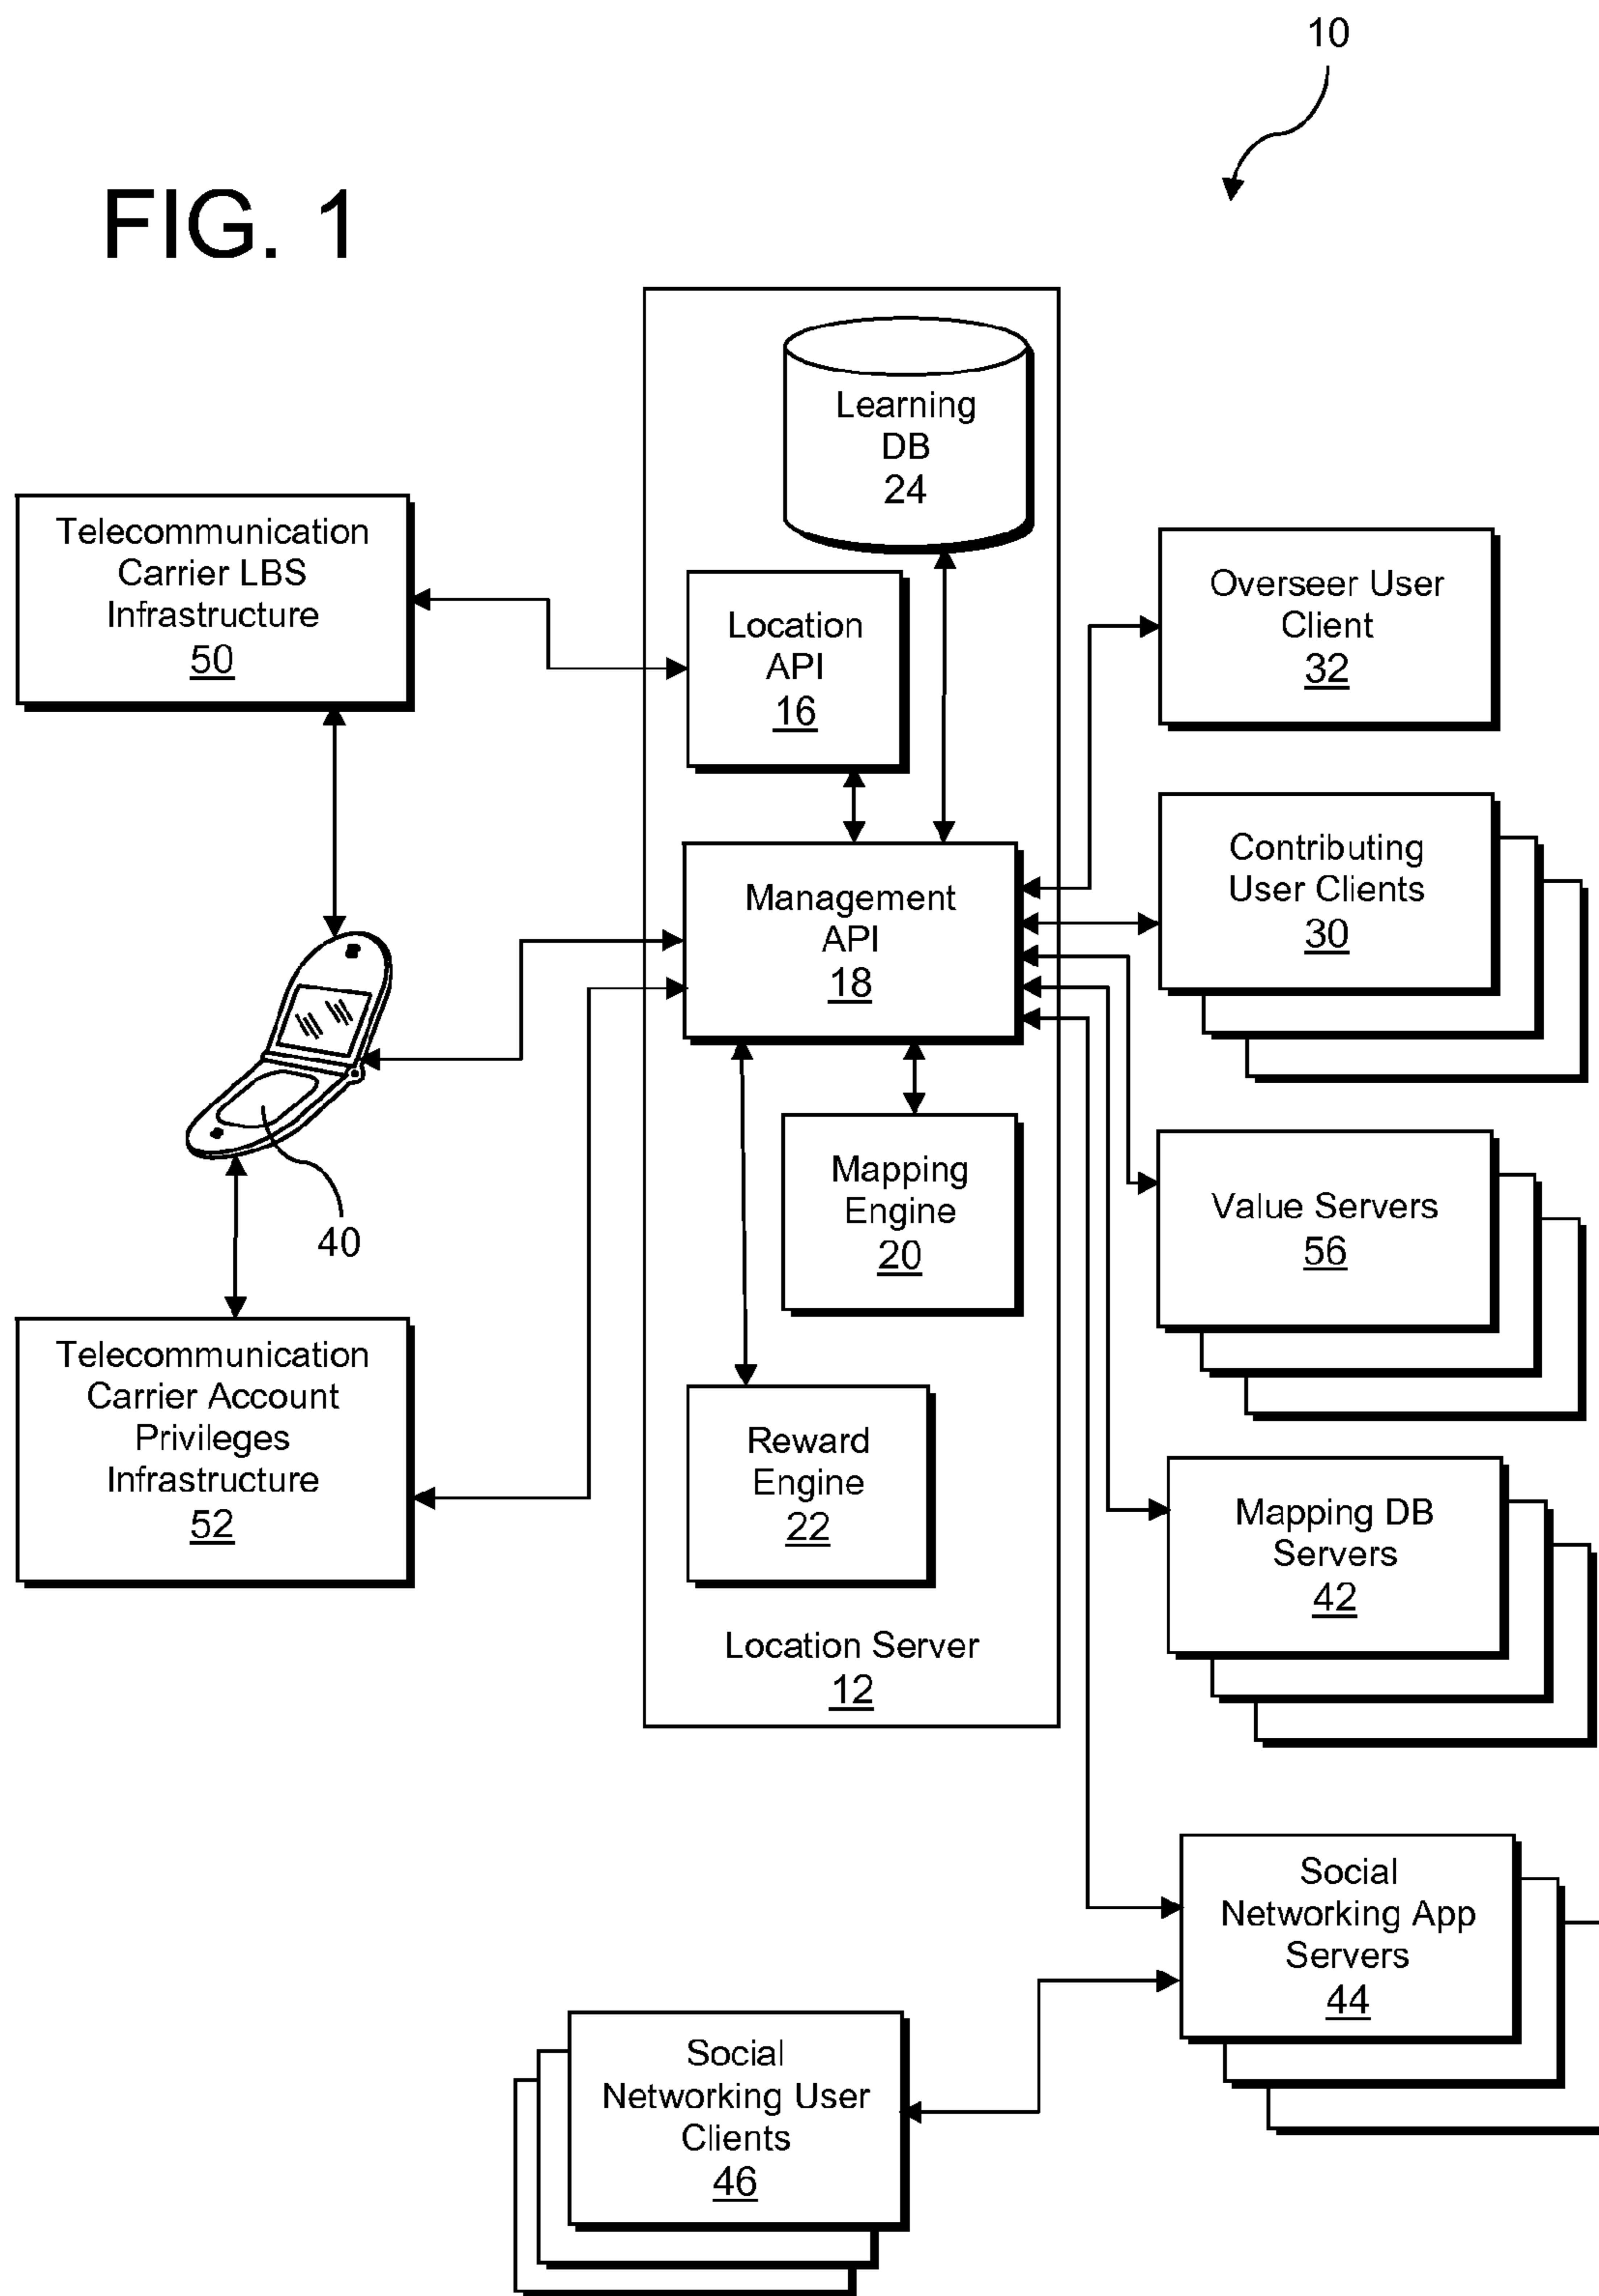 10
FIG. 1
Learning
DB
24
Telecommunication
Carrier LBS
Infrastructure
50
Location
API
16
Overseer User
Client
32
Management
API
18
Contributing
User Clients
30
40
Mapping
Engine
20
Value Servers
56
Telecommunication
Carrier Account
Privileges
Infrastructure
52
Reward
Engine
22
Mapping DB
Servers
42
Location Server
12
Social
Networking App
Servers
44
Social
Networking User
Clients
46